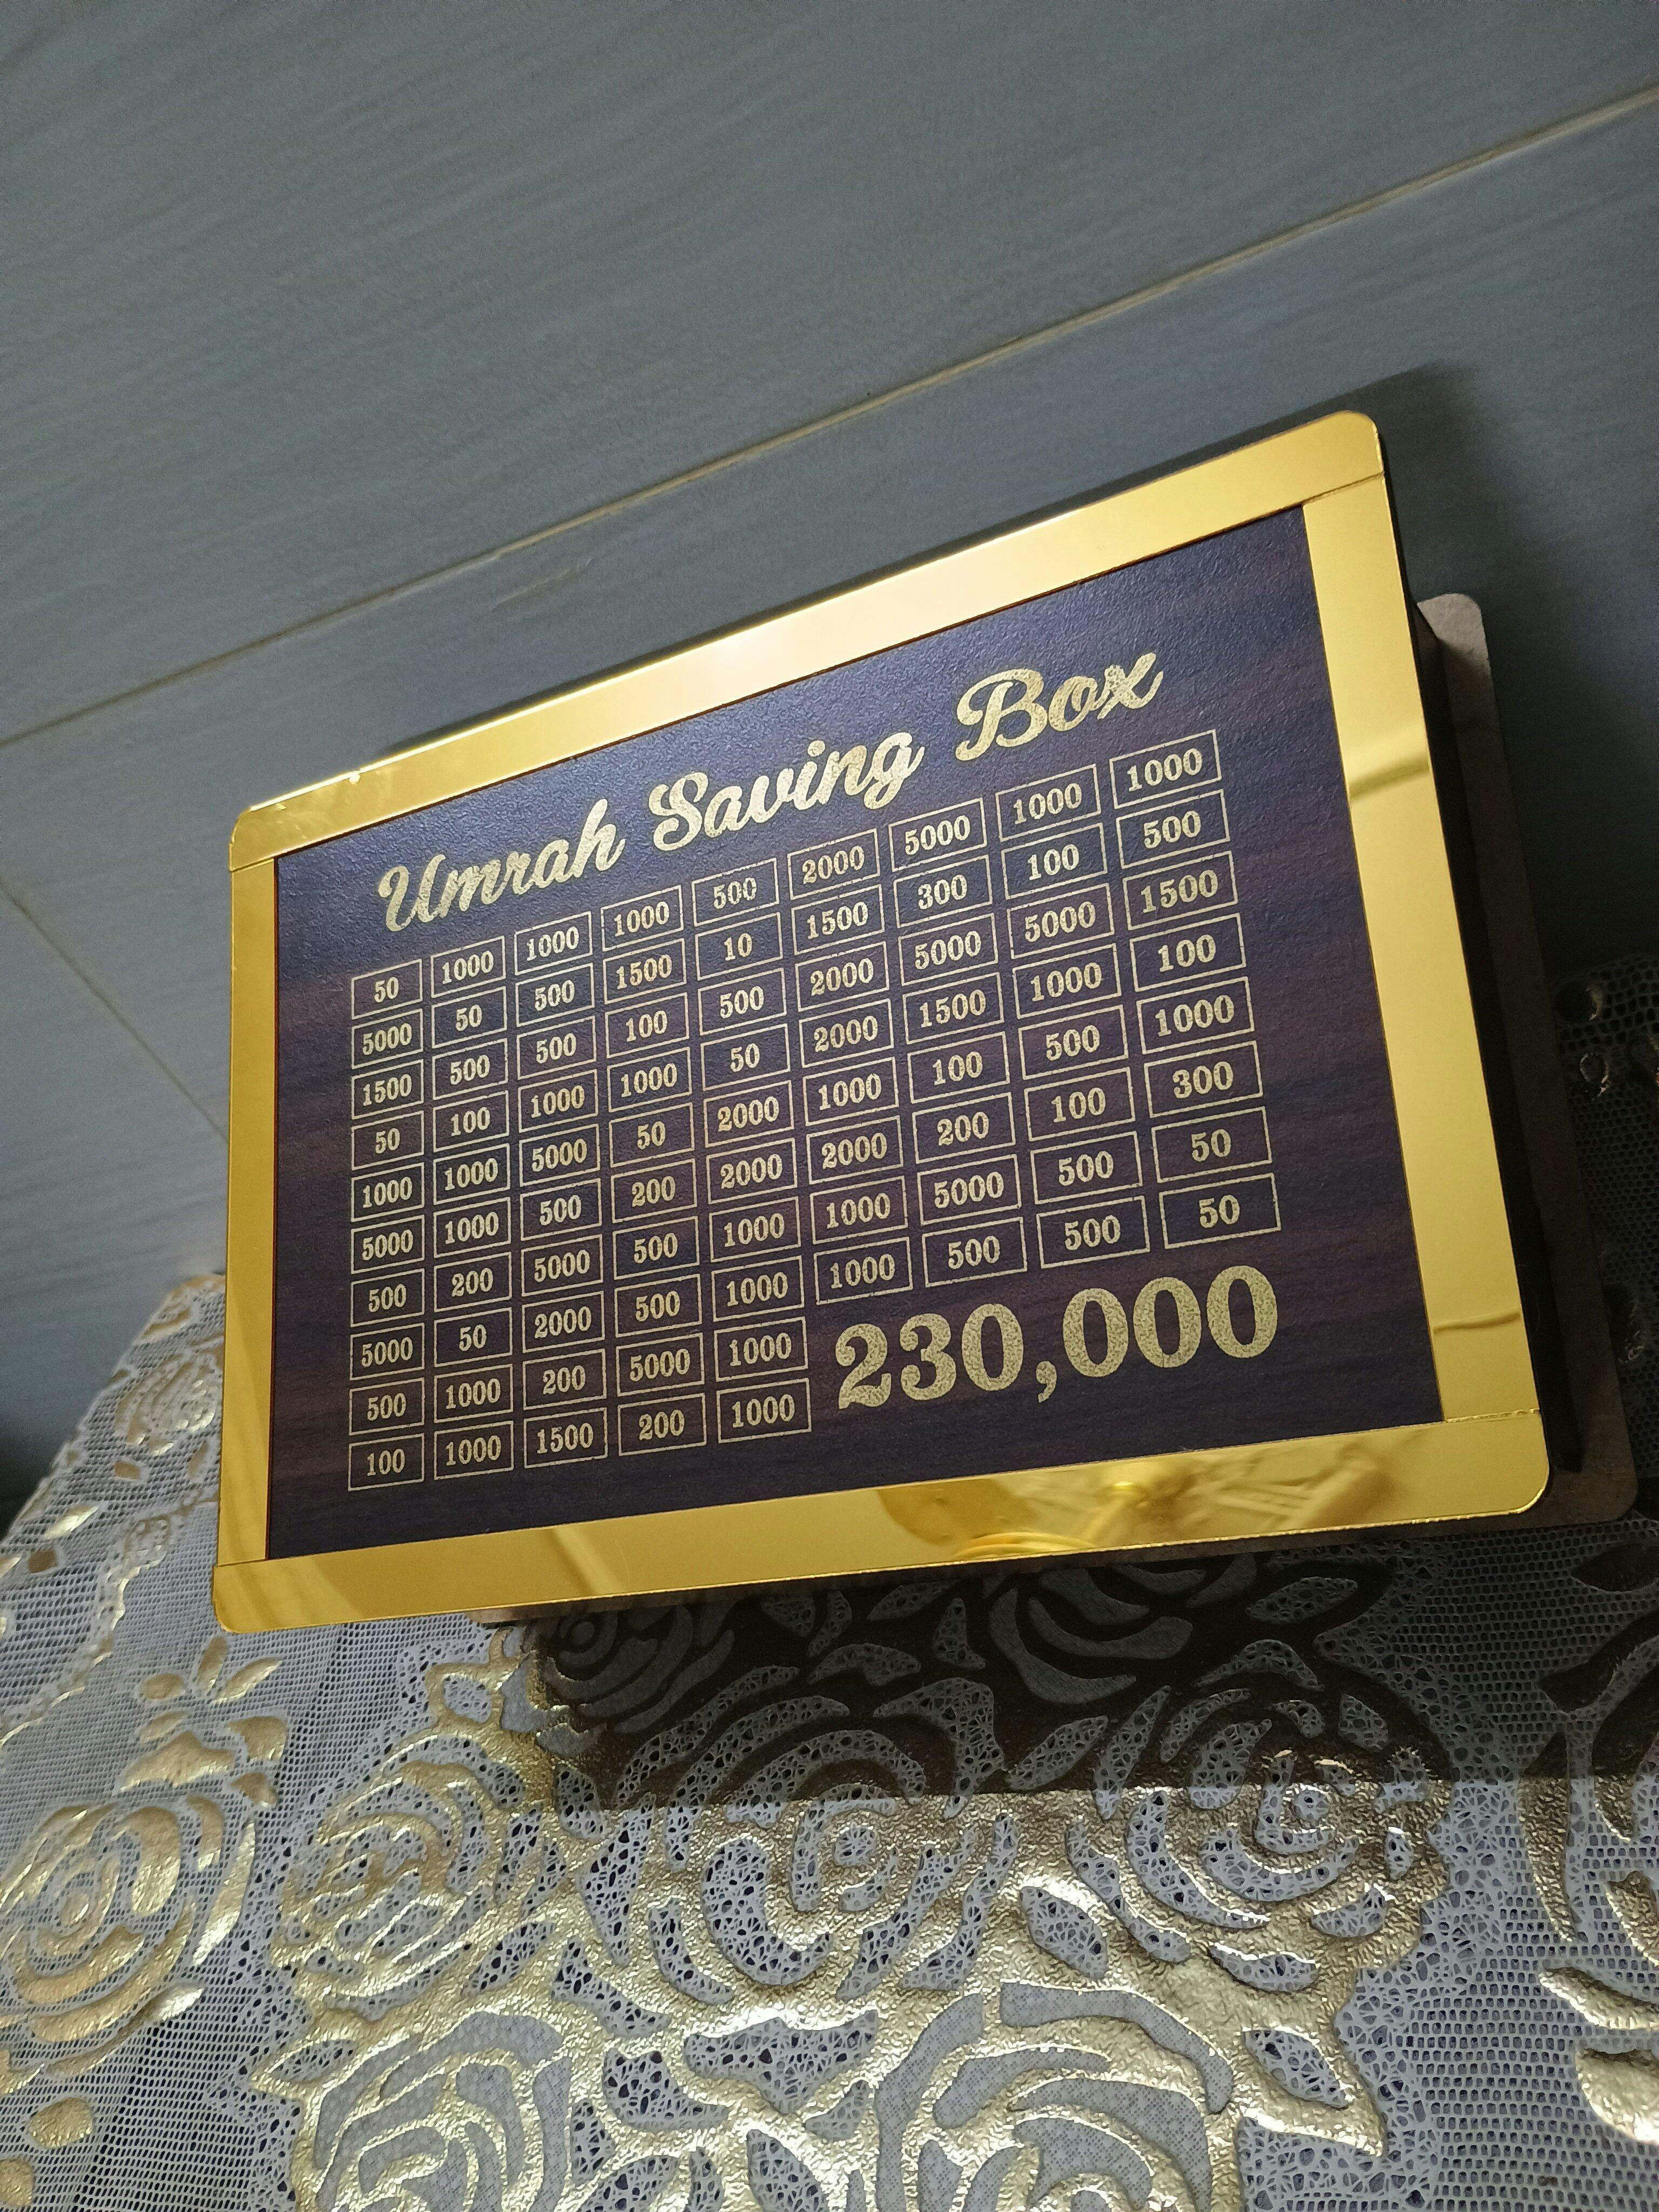 Umrah Saving Box
50 1000 1000 1000 500 2000 5000 1000 1000
5000 50 500 1500 10 1500 300 100 500
1500 500 500 100 500 2000 5000 5000 1500
50 100 1000 1000 50 2000 1500 1000 100
1000 1000 5000 50 2000 1000 100 500 1000
5000 1000 500 200 2000 2000 200 100 300
500 200 5000 500 1000 1000 5000 500 50
5000 50 2000 500 1000 1000 500 500 50
500 1000 200 5000 1000
100 1000 1500 200 1000
230,000